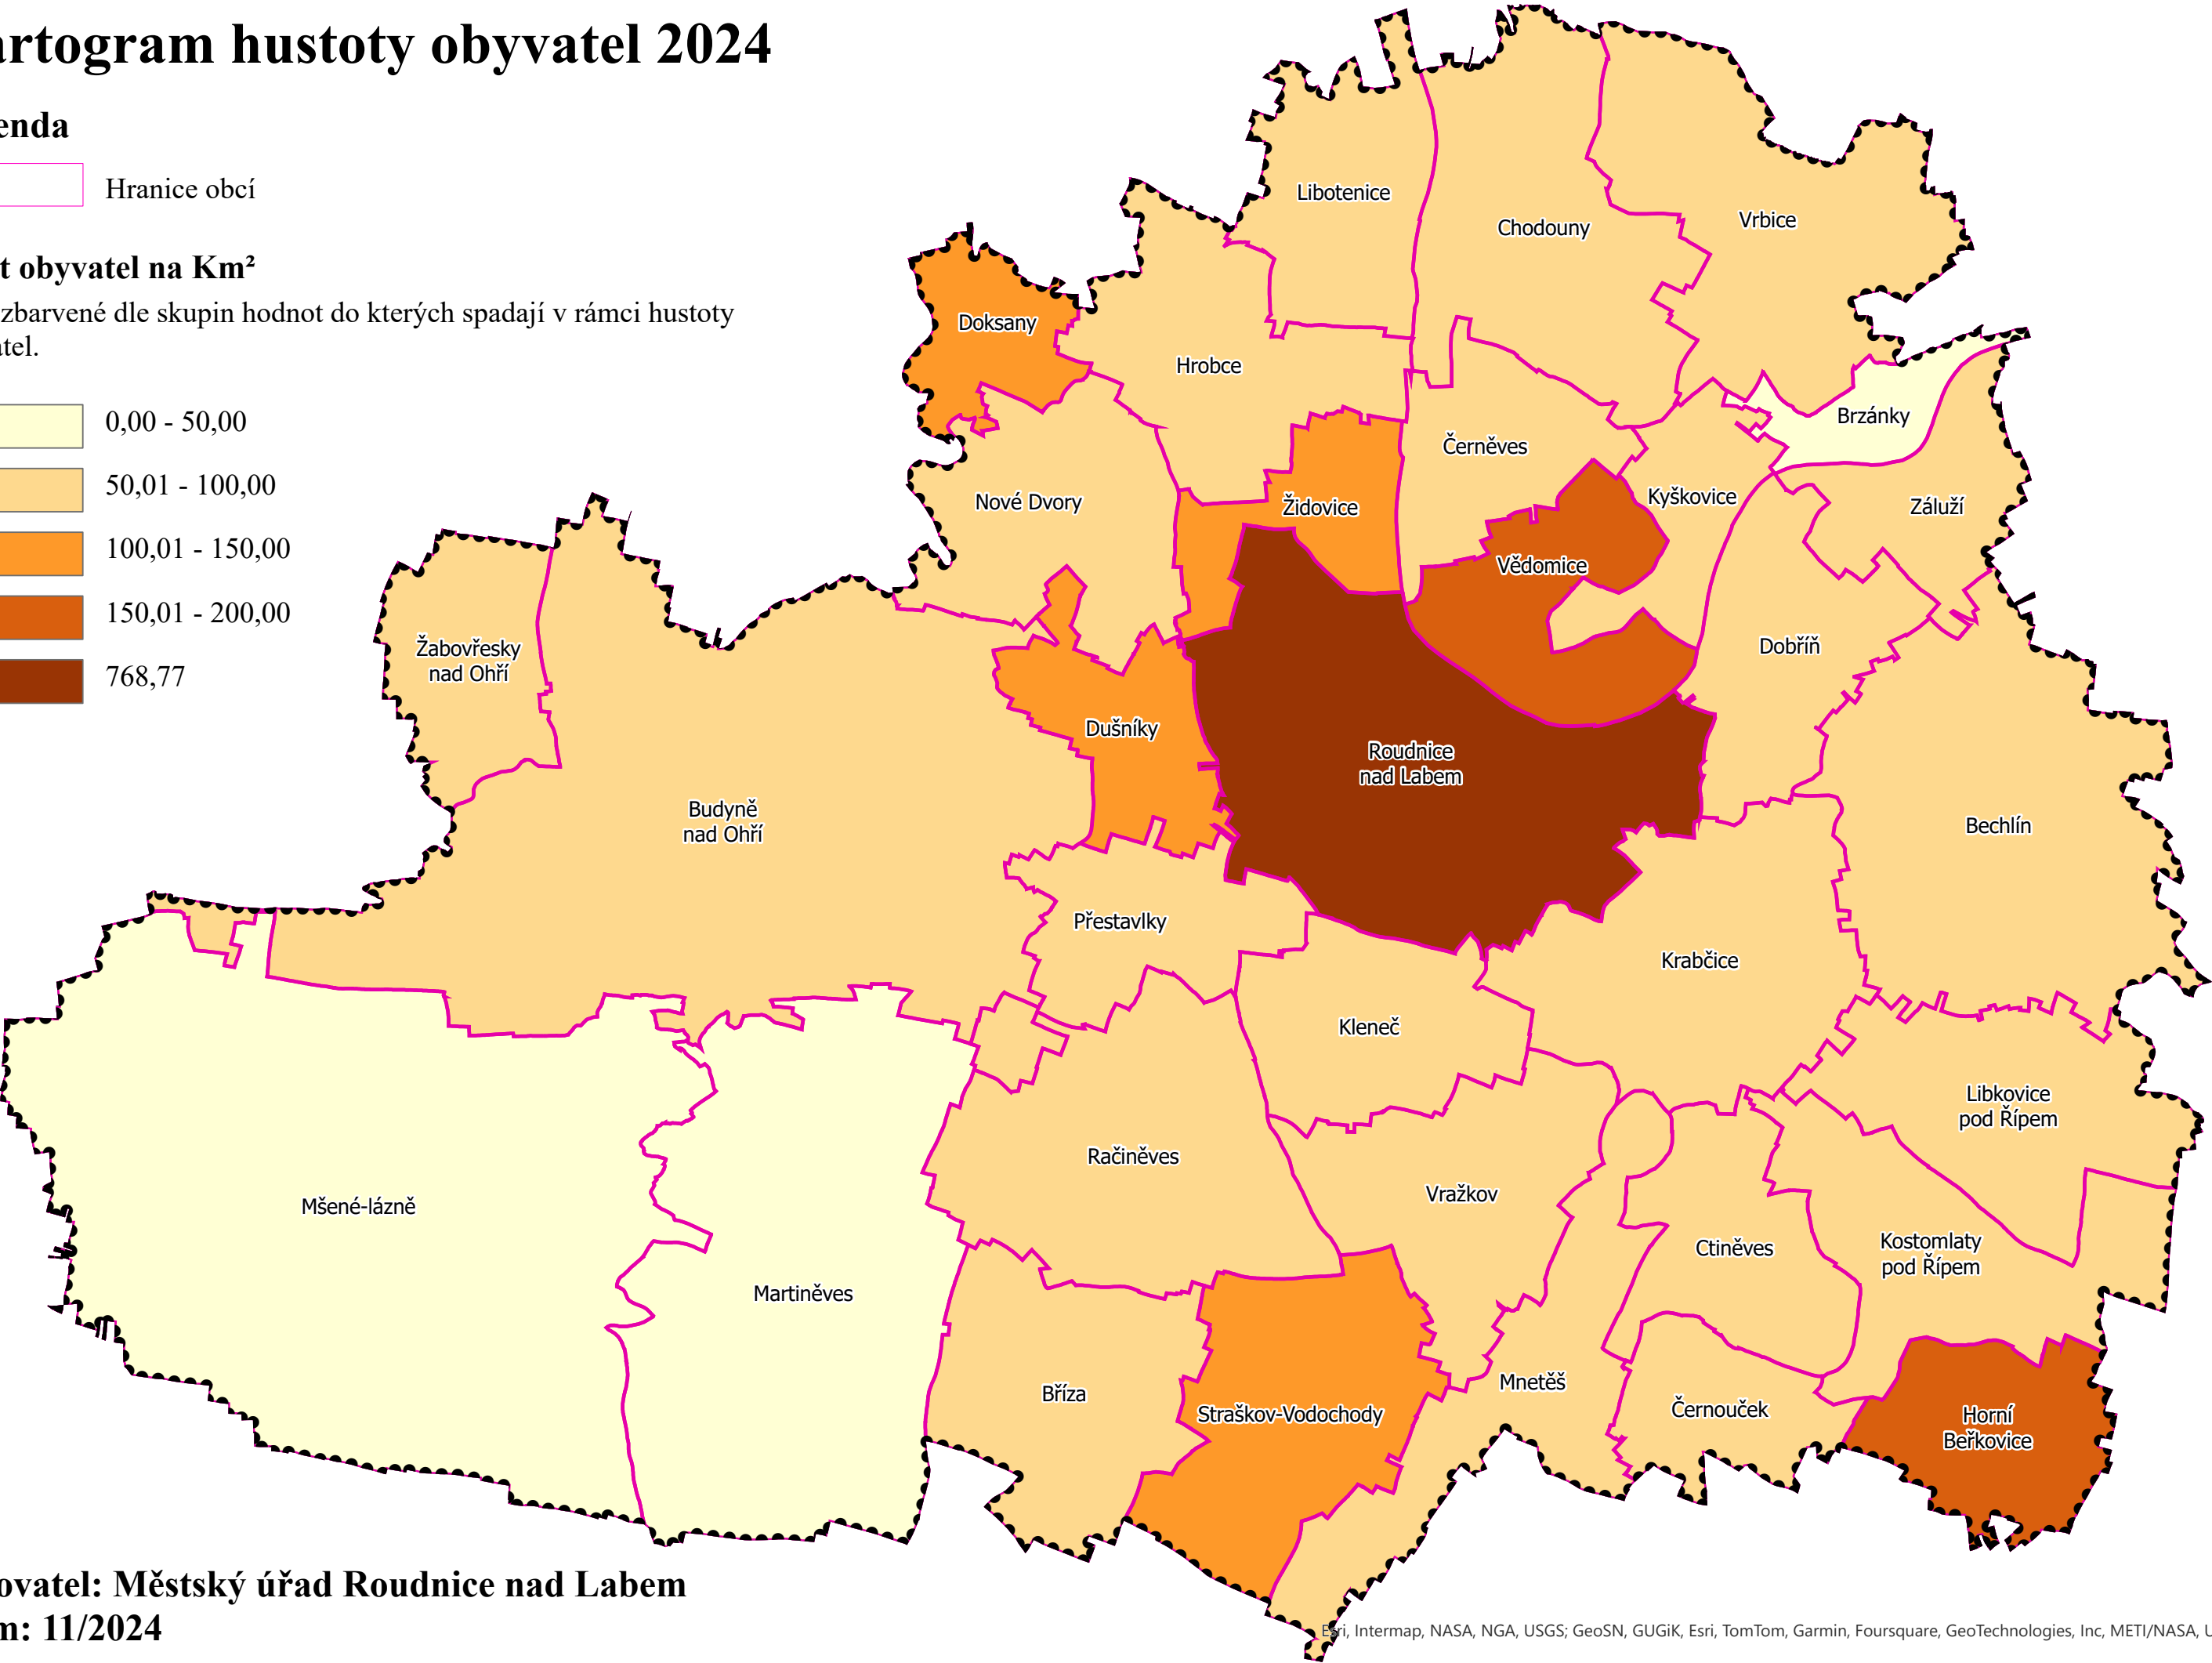 artogram hustoty obyvatel 2024
enda
Hranice obcí
t obyvatel na Km²
zbarvené dle skupin hodnot do kterých spadají v rámci hustoty
atel.
0,00 - 50,00
50,01 - 100,00
100,01 - 150,00
150,01 - 200,00
768,77
Libotenice
Chodouny
Vrbice
Doksany
Hrobce
Brzánky
Černěves
Nové Dvory
Židovice
Kyškovice
Záluží
Vědomice
Žabovřesky
nad Ohří
Dobříň
Dušníky
Roudnice
nad Labem
Budyně
nad Ohří
Bechlín
Přestavlky
Krabčice
Kleneč
Libkovice
pod Řípem
Račiněves
Vražkov
Mšené-lázně
Ctiněves
Kostomlaty
pod Řípem
Martiněves
Mnetěš
Bříza
Straškov-Vodochody
Černouček
Horní
Beřkovice
ovatel: Městský úřad Roudnice nad Labem
m: 11/2024
Esri, Intermap, NASA, NGA, USGS; GeoSN, GUGiK, Esri, TomTom, Garmin, Foursquare, GeoTechnologies, Inc, METI/NASA, U